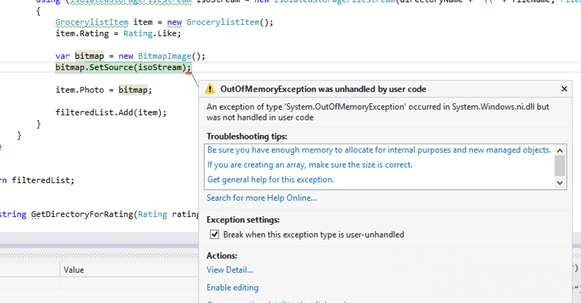 using (IsolatedStorageFileStream isoStream = new IsolatedStorageFileStream(directoryName + "\\" + fileName, File
{
GrocerylistItem item = new GrocerylistItem();
item.Rating = Rating.Like;
var bitmap = new BitmapImage();
bitmap.SetSource(isoStream);
item.Photo = bitmap;
filteredList.Add(item);
}
}
}
rn filteredList;
string GetDirectoryForRating(Rating rating
Value
OutOfMemoryException was unhandled by user code
An exception of type 'System.OutOfMemoryException' occurred in System.Windows.ni.dll but
was not handled in user code
Troubleshooting tips:
Be sure you have enough memory to allocate for internal purposes and new managed objects.
If you are creating an array, make sure the size is correct.
Get general help for this exception.
Search for more Help Online...
Exception settings:
Break when this exception type is user-unhandled
Actions:
View Detail...
Enable editing